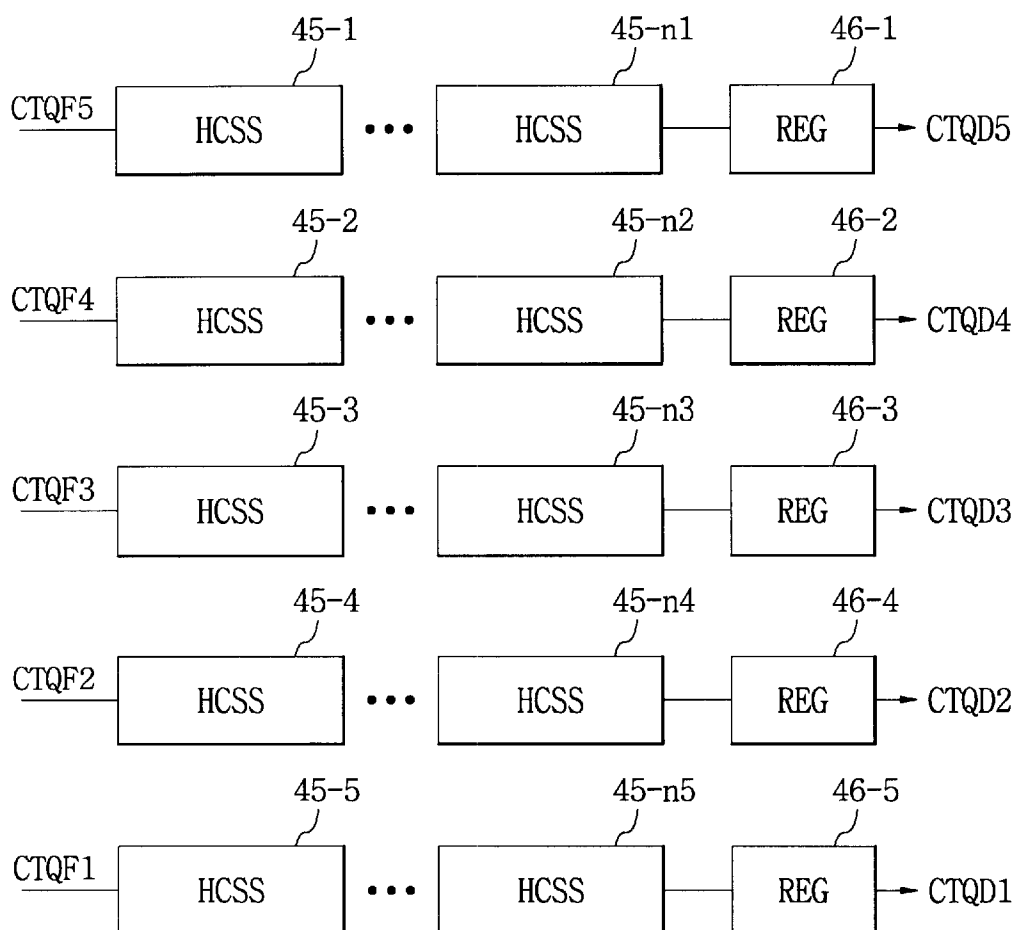 45-1 45-n1 46-1
CTQF5 HCSS ••• HCSS REG CTQD5
45-2 45-n2 46-2
CTQF4 HCSS ••• HCSS REG CTQD4
45-3 45-n3 46-3
CTQF3 HCSS ••• HCSS REG CTQD3
45-4 45-n4 46-4
CTQF2 HCSS ••• HCSS REG CTQD2
45-5 45-n5 46-5
CTQF1 HCSS ••• HCSS REG CTQD1